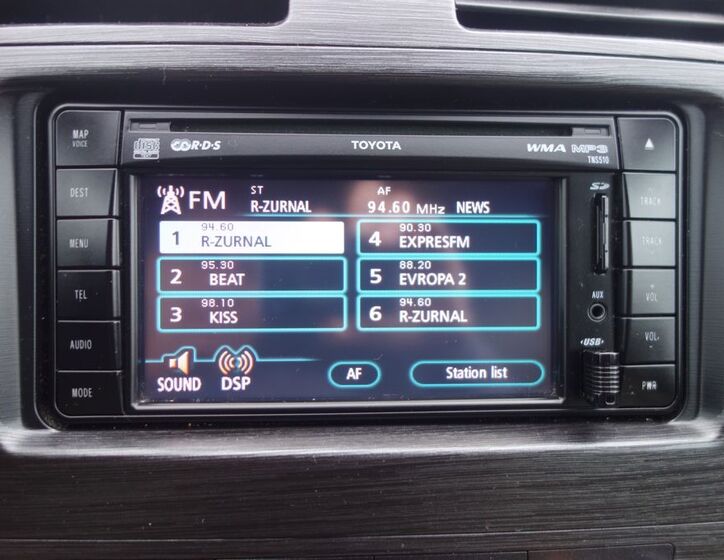 MAP
VOICE
DEST
MENU
TEL
AUDIO
MODE
R·D·S
TOYOTA
WMA MP3
TNS510
FM
ST
R-ZURNAL
AF
94.60 MHz
NEWS
94.60
1 R-ZURNAL
95.30
2 BEAT
98.10
3 KISS
90.30
4 EXPRESFM
88.20
5 EVROPA 2
94.60
6 R-ZURNAL
SOUND
DSP
AF
Station list
SD
AUX
USB
TRACK
TRACK
+
VOL
VOL
-
PWR